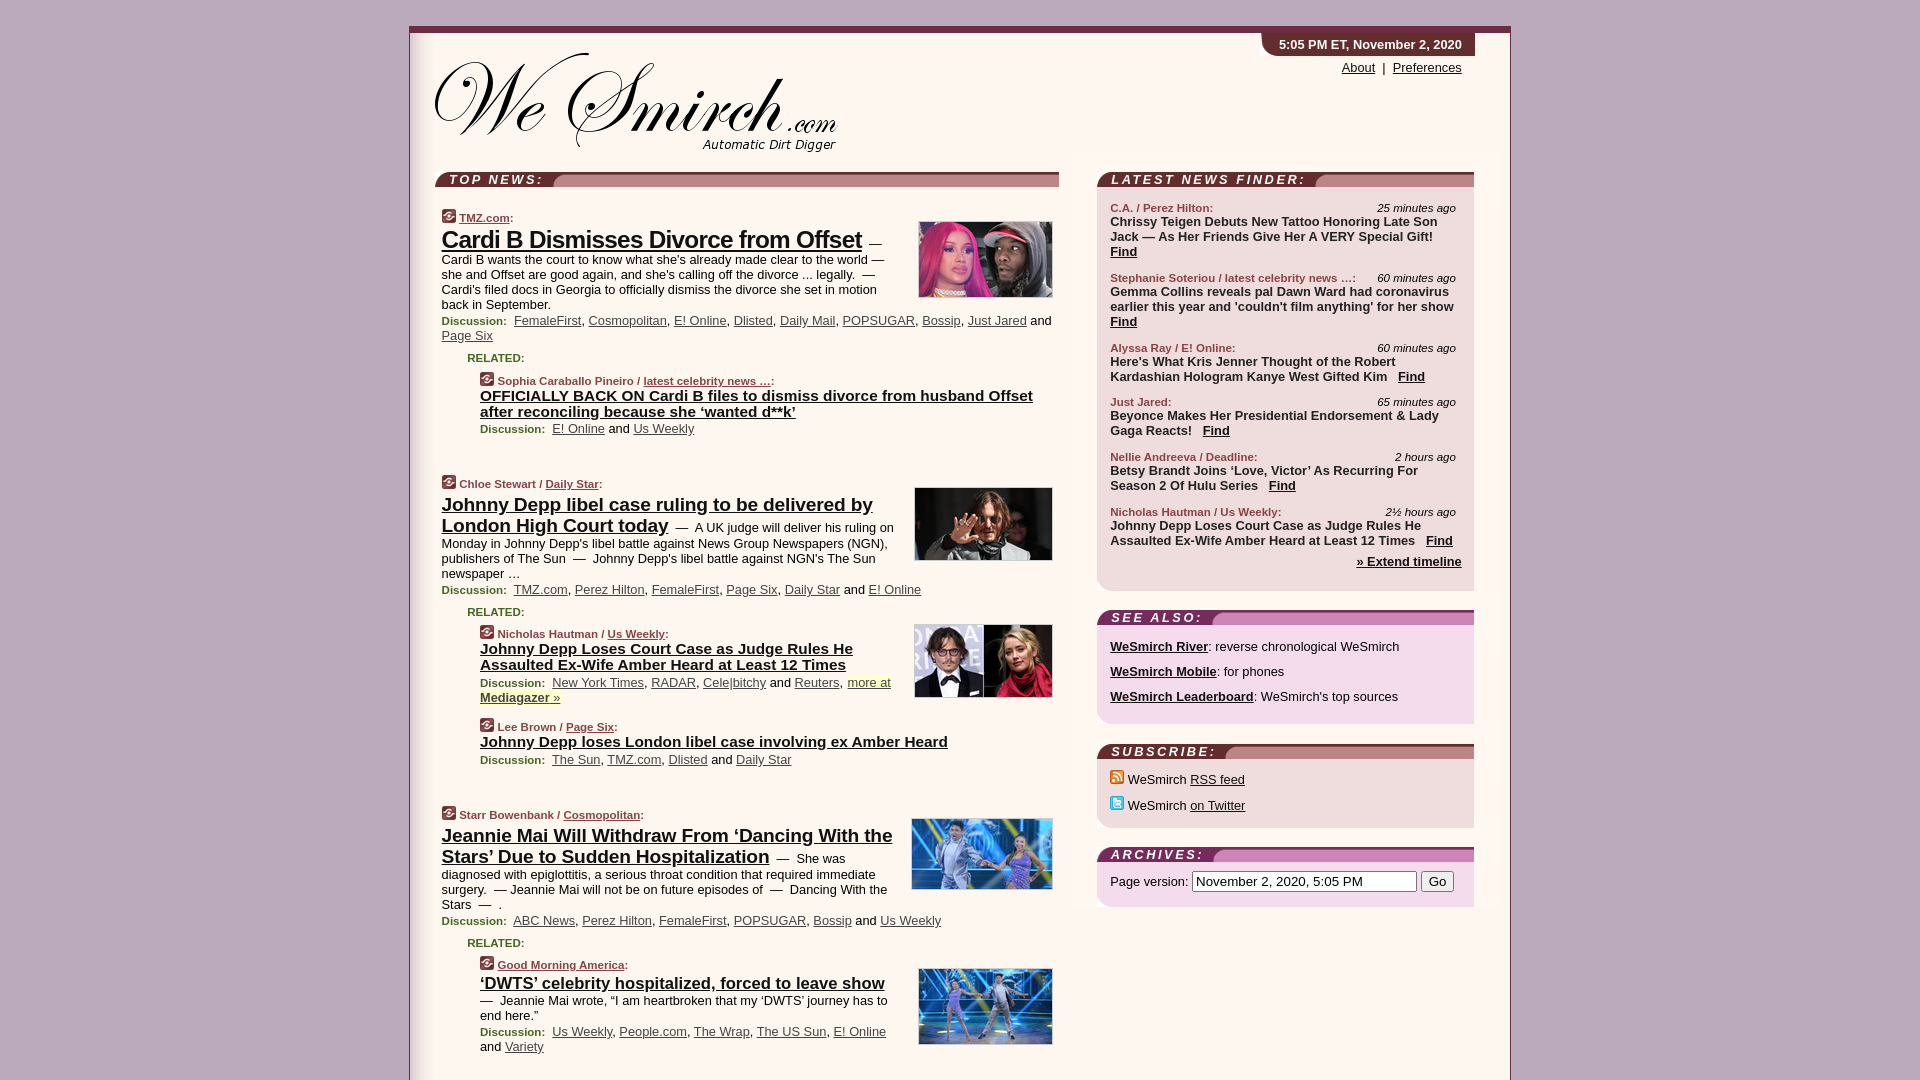 5:05 PM ET, November 2, 2020
About | Preferences
We Smirch.com
Automatic Dirt Digger
TOP NEWS:
TMZ.com:
Cardi B Dismisses Divorce from Offset —
Cardi B wants the court to know what she's already made clear to the world —
she and Offset are good again, and she's calling off the divorce ... legally. —
Cardi's filed docs in Georgia to officially dismiss the divorce she set in motion
back in September.
Discussion: FemaleFirst, Cosmopolitan, E! Online, Dlisted, Daily Mail, POPSUGAR, Bossip, Just Jared and
Page Six
RELATED:
Sophia Caraballo Pineiro / latest celebrity news …:
OFFICIALLY BACK ON Cardi B files to dismiss divorce from husband Offset
after reconciling because she ‘wanted d**k’
Discussion: E! Online and Us Weekly
Chloe Stewart / Daily Star:
Johnny Depp libel case ruling to be delivered by
London High Court today — A UK judge will deliver his ruling on
Monday in Johnny Depp's libel battle against News Group Newspapers (NGN),
publishers of The Sun — Johnny Depp's libel battle against NGN's The Sun
newspaper …
Discussion: TMZ.com, Perez Hilton, FemaleFirst, Page Six, Daily Star and E! Online
RELATED:
Nicholas Hautman / Us Weekly:
Johnny Depp Loses Court Case as Judge Rules He
Assaulted Ex-Wife Amber Heard at Least 12 Times
Discussion: New York Times, RADAR, Cele|bitchy and Reuters, more at
Mediagazer »
Lee Brown / Page Six:
Johnny Depp loses London libel case involving ex Amber Heard
Discussion: The Sun, TMZ.com, Dlisted and Daily Star
Starr Bowenbank / Cosmopolitan:
Jeannie Mai Will Withdraw From ‘Dancing With the
Stars’ Due to Sudden Hospitalization — She was
diagnosed with epiglottitis, a serious throat condition that required immediate
surgery. — Jeannie Mai will not be on future episodes of — Dancing With the
Stars — .
Discussion: ABC News, Perez Hilton, FemaleFirst, POPSUGAR, Bossip and Us Weekly
RELATED:
Good Morning America:
‘DWTS’ celebrity hospitalized, forced to leave show
— Jeannie Mai wrote, “I am heartbroken that my ‘DWTS’ journey has to
end here.”
Discussion: Us Weekly, People.com, The Wrap, The US Sun, E! Online
and Variety
LATEST NEWS FINDER:
C.A. / Perez Hilton: 25 minutes ago
Chrissy Teigen Debuts New Tattoo Honoring Late Son
Jack — As Her Friends Give Her A VERY Special Gift!
Find
Stephanie Soteriou / latest celebrity news …: 60 minutes ago
Gemma Collins reveals pal Dawn Ward had coronavirus
earlier this year and 'couldn't film anything' for her show
Find
Alyssa Ray / E! Online: 60 minutes ago
Here's What Kris Jenner Thought of the Robert
Kardashian Hologram Kanye West Gifted Kim Find
Just Jared: 65 minutes ago
Beyonce Makes Her Presidential Endorsement & Lady
Gaga Reacts! Find
Nellie Andreeva / Deadline: 2 hours ago
Betsy Brandt Joins ‘Love, Victor’ As Recurring For
Season 2 Of Hulu Series Find
Nicholas Hautman / Us Weekly: 2½ hours ago
Johnny Depp Loses Court Case as Judge Rules He
Assaulted Ex-Wife Amber Heard at Least 12 Times Find
» Extend timeline
SEE ALSO:
WeSmirch River: reverse chronological WeSmirch
WeSmirch Mobile: for phones
WeSmirch Leaderboard: WeSmirch's top sources
SUBSCRIBE:
WeSmirch RSS feed
WeSmirch on Twitter
ARCHIVES:
Page version: November 2, 2020, 5:05 PM Go